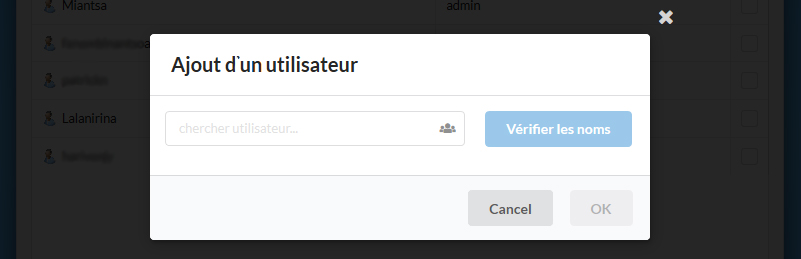 Miantsa admin
Ajout d'un utilisateur
chercher utilisateur... Vérifier les noms
Lalanirina
Cancel OK